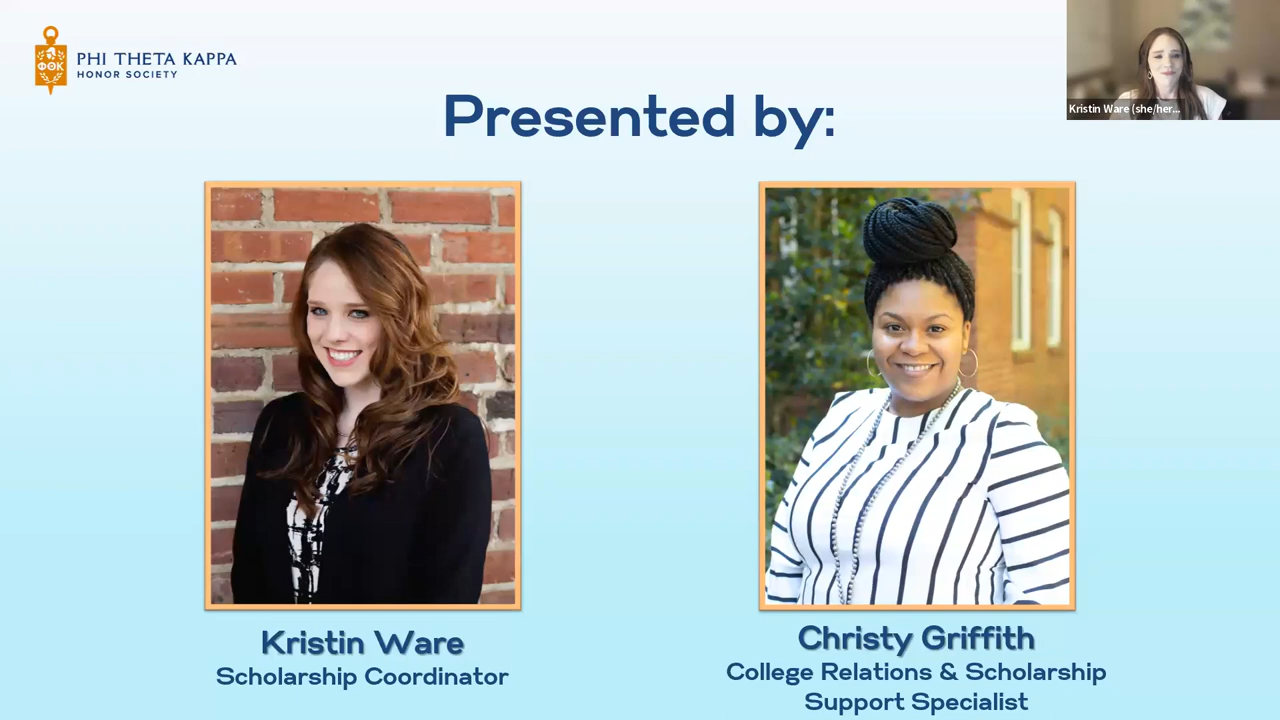 ΦΘΚ
PHI THETA KAPPA
HONOR SOCIETY
Kristin Ware (she/her...
Presented by:
Kristin Ware
Scholarship Coordinator
Christy Griffith
College Relations & Scholarship
Support Specialist